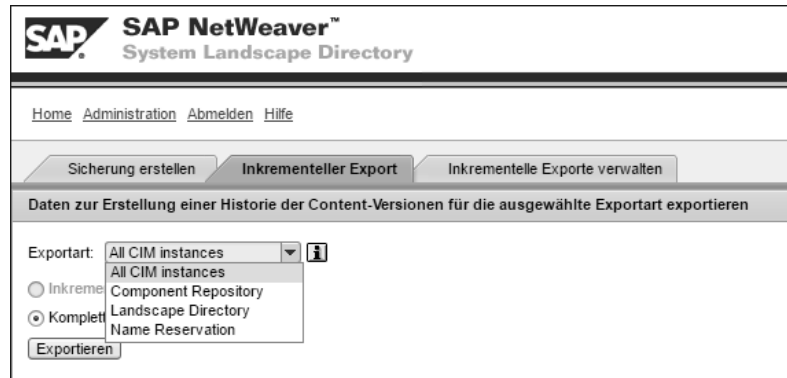 SAP SAP NetWeaver™
System Landscape Directory
Home Administration Abmelden Hilfe
Sicherung erstellen Inkrementeller Export Inkrementelle Exporte verwalten
Daten zur Erstellung einer Historie der Content-Versionen für die ausgewählte Exportart exportieren
Exportart: All CIM instances
All CIM instances
Component Repository
Landscape Directory
Name Reservation
Exportieren